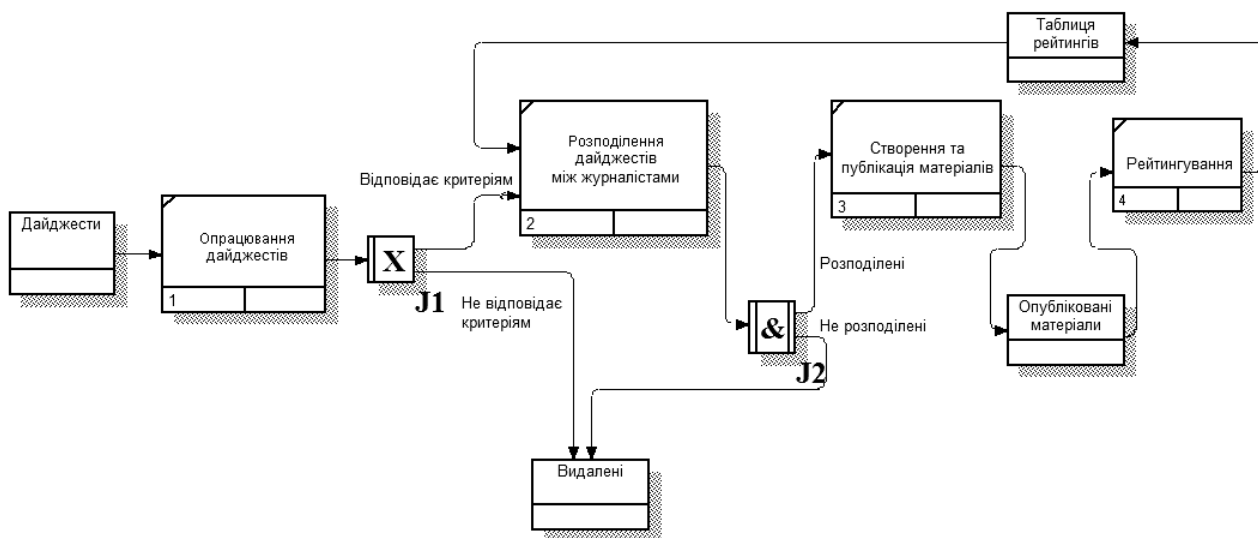 Таблиця
рейтингів
Розподілення
дайджестів
між журналістами
2
Створення та
публікація матеріалів
3
Рейтингування
4
Відповідає критеріям
Дайджести
Опрацювання
дайджестів
1
X
J1
Не відповідає
критеріям
&
J2
Розподілені
Не розподілені
Опубліковані
матеріали
Видалені